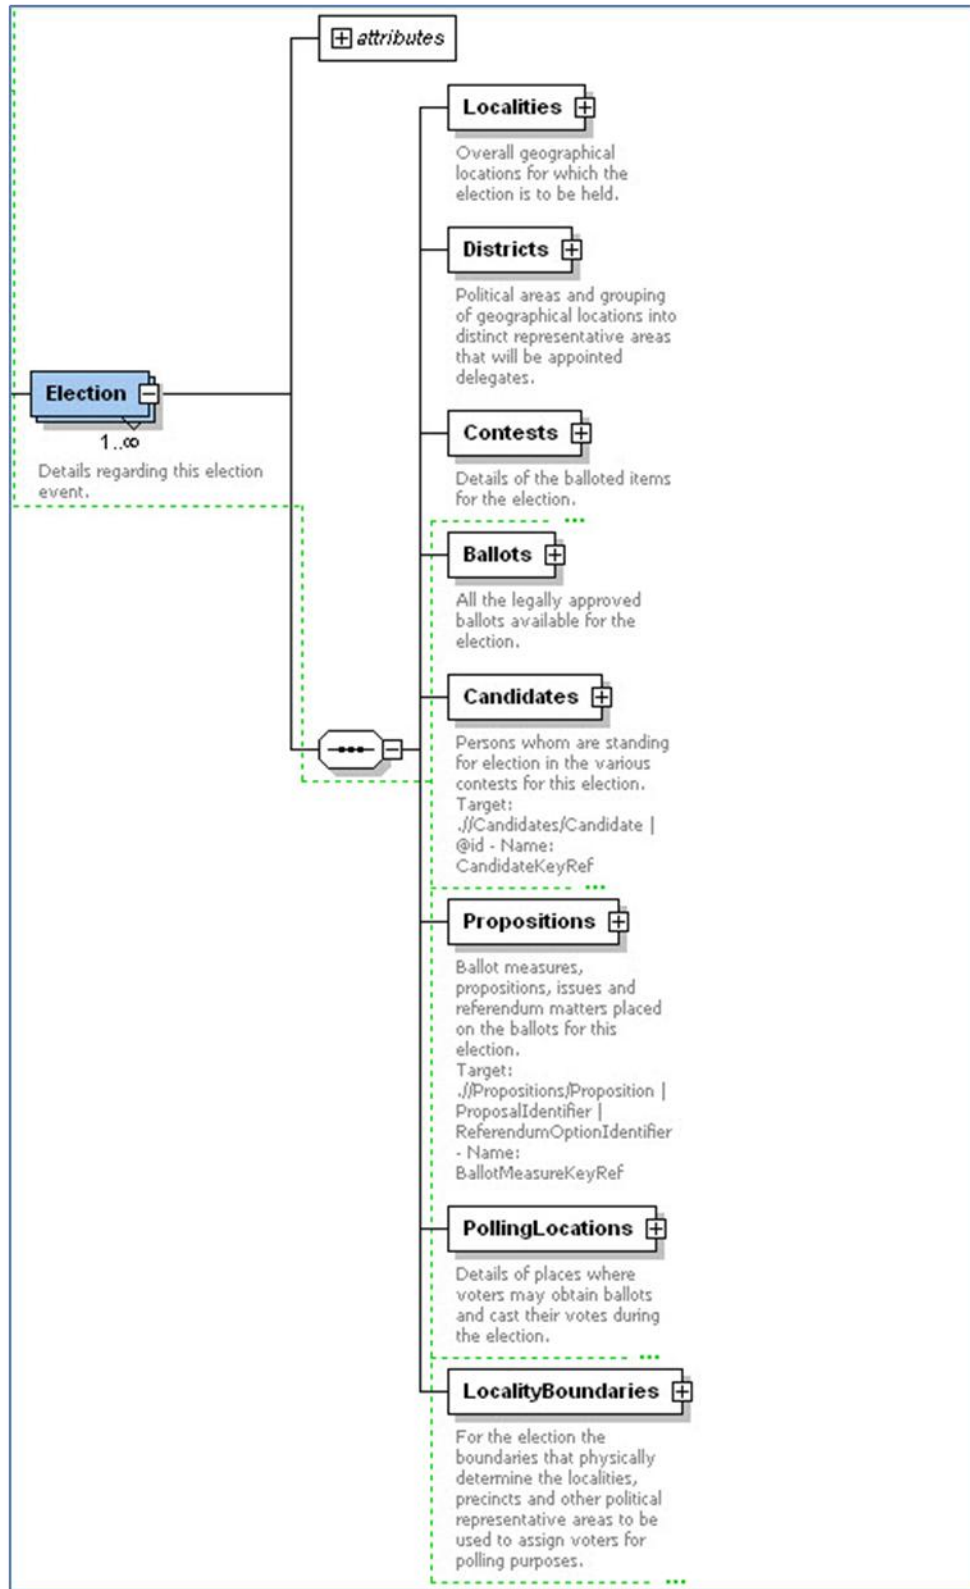 attributes
Localities
Overall geographical
locations for which the
election is to be held.
Districts
Political areas and grouping
of geographical locations into
distinct representative areas
that will be appointed
delegates.
Election
1..∞
Details regarding this election
event.
Contests
Details of the balloted items
for the election.
Ballots
All the legally approved
ballots available for the
election.
Candidates
Persons whom are standing
for election in the various
contests for this election.
Target:
.//Candidates/Candidate |
@id - Name:
CandidateKeyRef
Propositions
Ballot measures,
propositions, issues and
referendum matters placed
on the ballots for this
election.
Target:
.//Propositions/Proposition |
ProposalIdentifier |
ReferendumOptionIdentifier
- Name:
BallotMeasureKeyRef
PollingLocations
Details of places where
voters may obtain ballots
and cast their votes during
the election.
LocalityBoundaries
For the election the
boundaries that physically
determine the localities,
precincts and other political
representative areas to be
used to assign voters for
polling purposes.